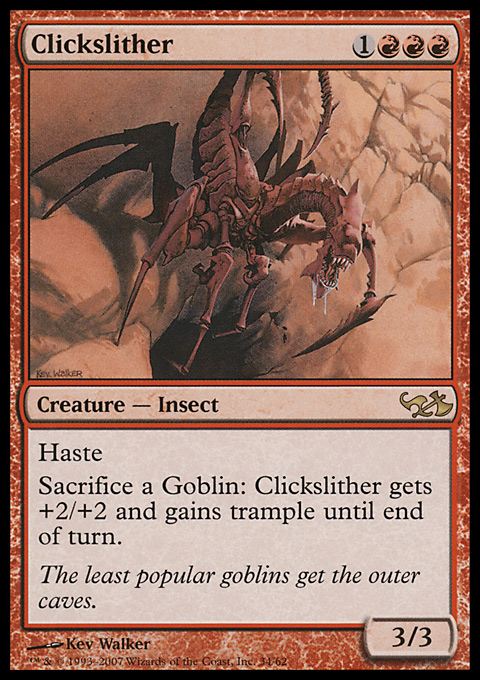 Clickslither 1
KEV WALKER
Creature — Insect
Haste
Sacrifice a Goblin: Clickslither gets
+2/+2 and gains trample until end
of turn.
The least popular goblins get the outer
caves.
Kev Walker
3/3
™ & © 1993–2007 Wizards of the Coast, Inc. 34/62